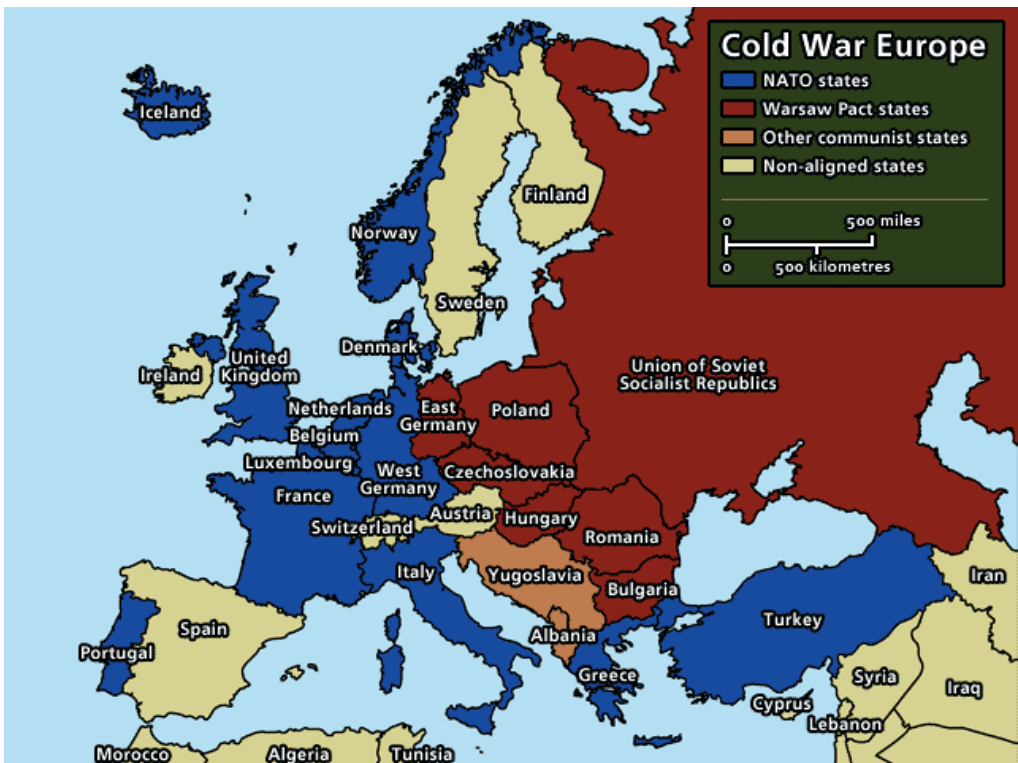 Cold War Europe
NATO states
Warsaw Pact states
Other communist states
Non-aligned states
0
500 miles
0
500 kilometres
Iceland
Finland
Norway
Sweden
Denmark
United
Kingdom
Ireland
Union of Soviet
Socialist Republics
Netherlands
East
Germany
Poland
Belgium
Luxembourg
West
Germany
Czechoslovakia
France
Austria
Hungary
Switzerland
Romania
Italy
Yugoslavia
Bulgaria
Iran
Turkey
Spain
Albania
Portugal
Greece
Syria
Iraq
Cyprus
Lebanon
Morocco
Algeria
Tunisia